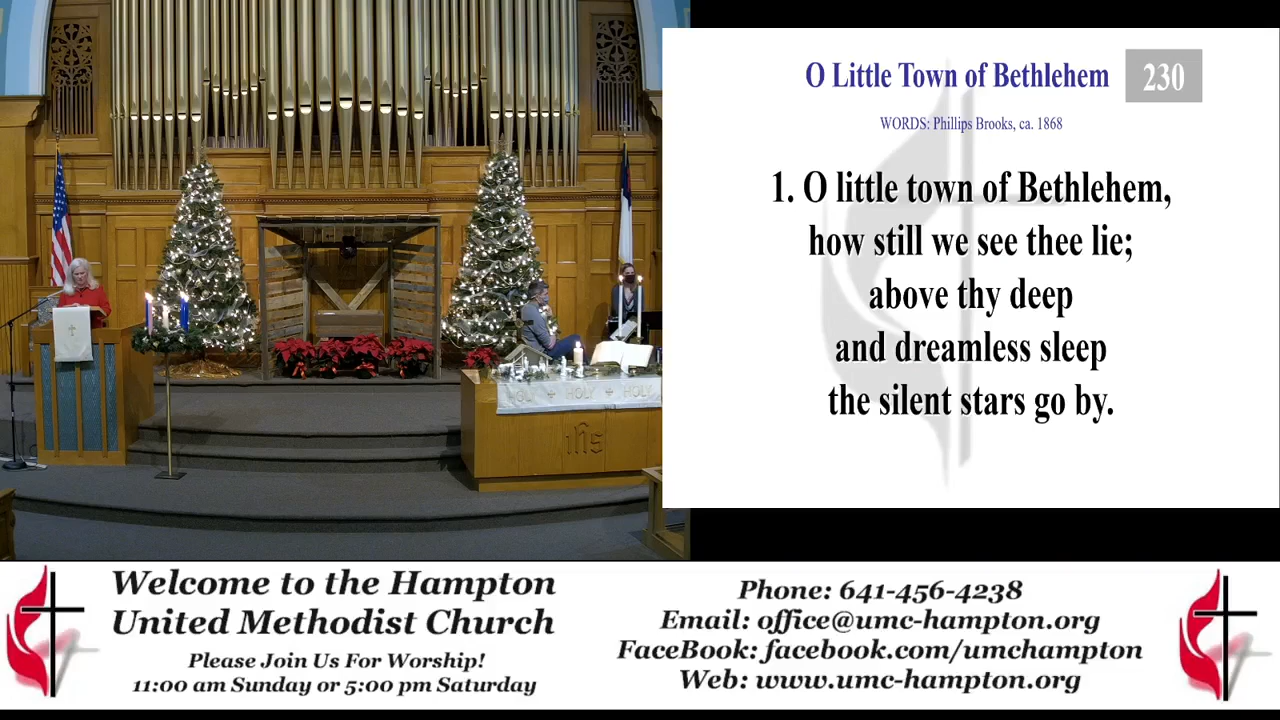 O Little Town of Bethlehem
230
WORDS: Phillips Brooks, ca. 1868
1. O little town of Bethlehem,
how still we see thee lie;
above thy deep
and dreamless sleep
the silent stars go by.
HOLY HOLY
ihs
Welcome to the Hampton
United Methodist Church
Please Join Us For Worship!
11:00 am Sunday or 5:00 pm Saturday
Phone: 641-456-4238
Email: office@umc-hampton.org
FaceBook: facebook.com/umchampton
Web: www.umc-hampton.org